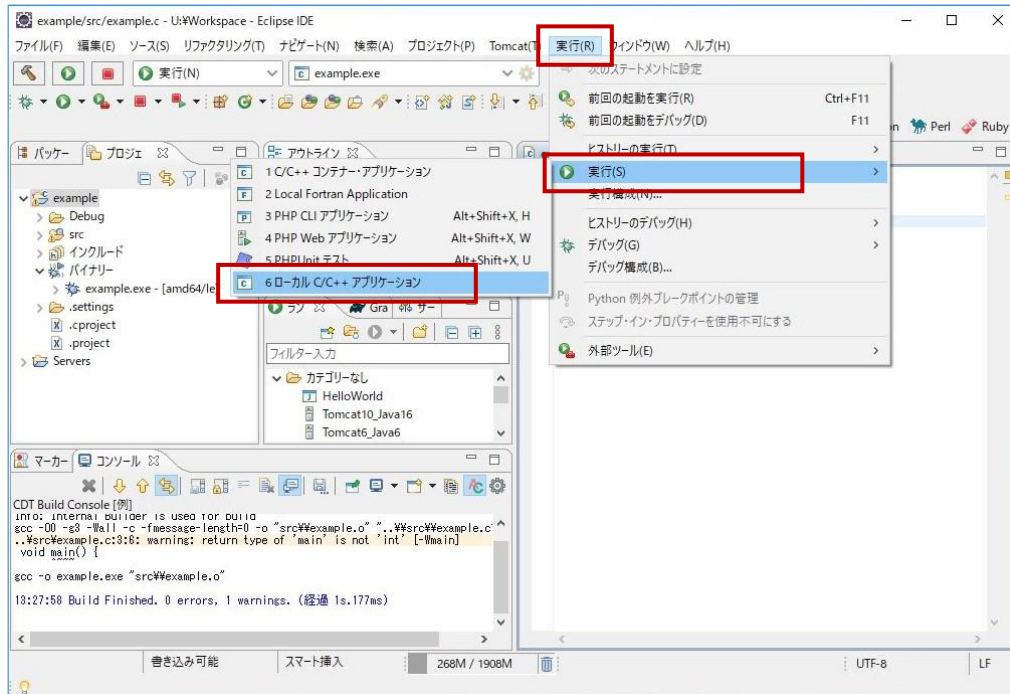 example/src/example.c - U:¥Workspace - Eclipse IDE
ファイル(F) 編集(E) ソース(S) リファクタリング(T) ナビゲート(N) 検索(A) プロジェクト(P) Tomcat(T) 実行(R) ウィンドウ(W) ヘルプ(H)
実行(N)
example.exe
Perl
Ruby
次のステートメントに設定
前回の起動を実行(R) Ctrl+F11
前回の起動をデバッグ(D) F11
ヒストリーの実行(T)
実行(S)
実行構成(N)...
ヒストリーのデバッグ(H)
デバッグ(G)
デバッグ構成(B)...
Python 例外ブレークポイントの管理
ステップ・イン・プロパティーを使用不可にする
外部ツール(E)
パッケー プロジェ
アウトライン
1 C/C++ コンテナー・アプリケーション
2 Local Fortran Application
3 PHP CLI アプリケーション Alt+Shift+X, H
4 PHP Web アプリケーション Alt+Shift+X, W
5 PHPUnit テスト Alt+Shift+X, U
6 ローカル C/C++ アプリケーション
example
Debug
src
インクルード
バイナリー
example.exe - [amd64/le]
.settings
.cproject
.project
Servers
ラン Gra サー
フィルター入力
カテゴリーなし
HelloWorld
Tomcat10_Java16
Tomcat6_Java6
マーカー コンソール
CDT Build Console [例]
Info: Internal Builder is used for build
gcc -O0 -g3 -Wall -c -fmessage-length=0 -o "src¥¥example.o" "..¥¥src¥¥example.c"
..¥src¥example.c:3:6: warning: return type of 'main' is not 'int' [-Wmain]
void main() {
^~~~
gcc -o example.exe "src¥¥example.o"
13:27:58 Build Finished. 0 errors, 1 warnings. (経過 1s.177ms)
書き込み可能 スマート挿入 268M / 1908M UTF-8 LF